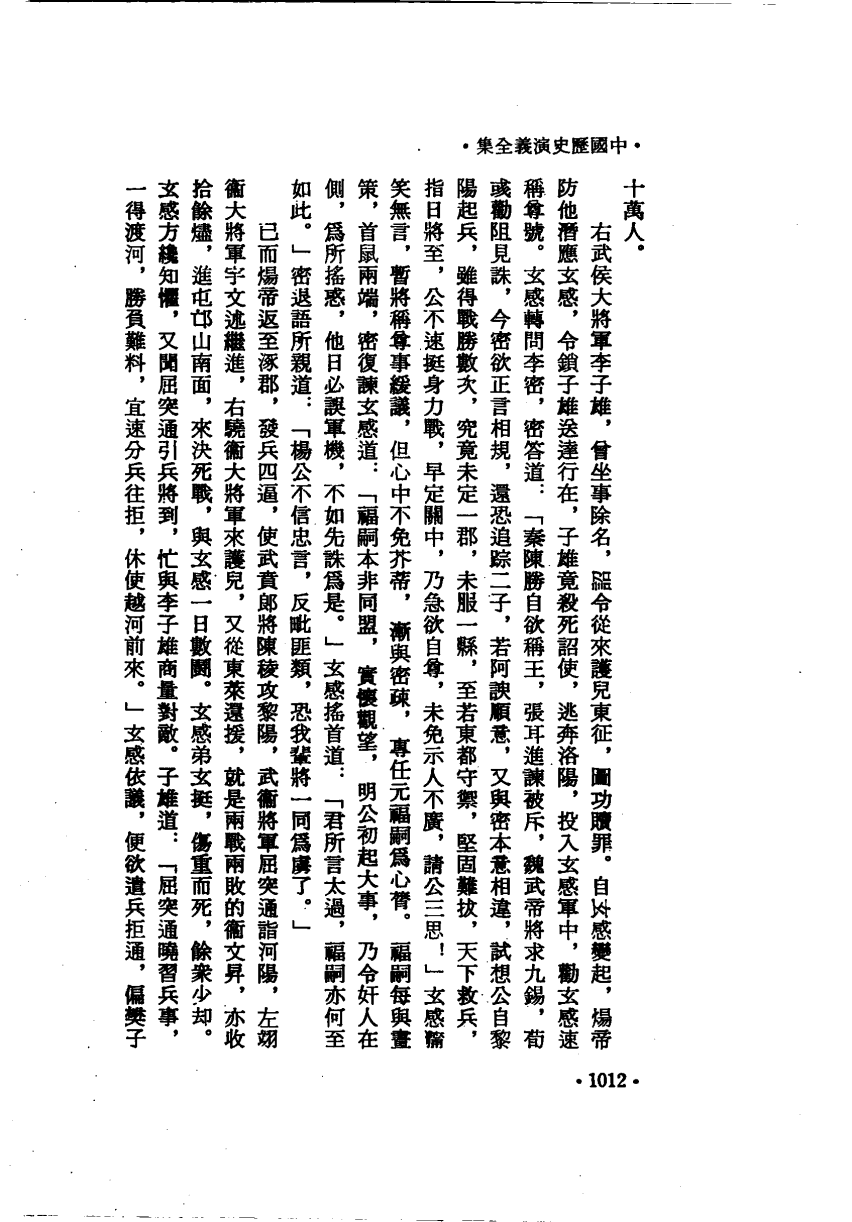 •中國歷史演義全集•
十萬人。
右武侯大將軍李子雄，曾坐事除名，詔令從來護兒東征，圖功贖罪。自感變起，煬帝
防他潛應玄感，令鎖子雄送達行在，子雄竟殺死詔使，逃奔洛陽，投入玄感軍中，勸玄感速
稱尊號。玄感轉問李密，密答道：「秦陳勝自欲稱王，張耳進諫被斥，魏武帝將求九錫，荀
彧勸阻見誅，今密欲正言相規，還恐追踪二子，若阿諛順意，又與密本意相違，試想公自黎
陽起兵，雖得戰勝數次，究竟未定一郡，未服一縣，至若東都守禦，堅固難拔，天下救兵，
指日將至，公不速挺身力戰，早定關中，乃急欲自尊，未免示人不廣，請公三思！」玄感
笑無言，暫將稱尊事緩議，但心中不免芥蒂，漸與密疎，專任元福嗣爲心膂。福嗣每與畫
策，首鼠兩端，密復諫玄感道：「福嗣本非同盟，實懷觀望，明公初起大事，乃令奸人在
側，爲所搖惑，他日必誤軍機，不如先誅爲是。」玄感搖首道：「君所言太過，福嗣亦何至
如此。」密退語所親道：「楊公不信忠言，反毗匪類，恐我輩將一同爲虜了。」
已而煬帝返至涿郡，發兵四逼，使武賁郎將陳稜攻黎陽，武衞將軍屈突通詣河陽，左翊
衞大將軍宇文述繼進，右驍衞大將軍來護兒，又從東萊還援，就是兩戰兩敗的衞文昇，亦收
拾餘燼，進屯邙山南面，來決死戰，與玄感一日數鬭。玄感弟玄挺，傷重而死，餘衆少却。
玄感方纔知懼，又聞屈突通引兵將到，忙與李子雄商量對敵。子雄道：「屈突通曉習兵事，
一得渡河，勝負難料，宜速分兵往拒，休使越河前來。」玄感依議，便欲遣兵拒通，偏樊子
•1012•